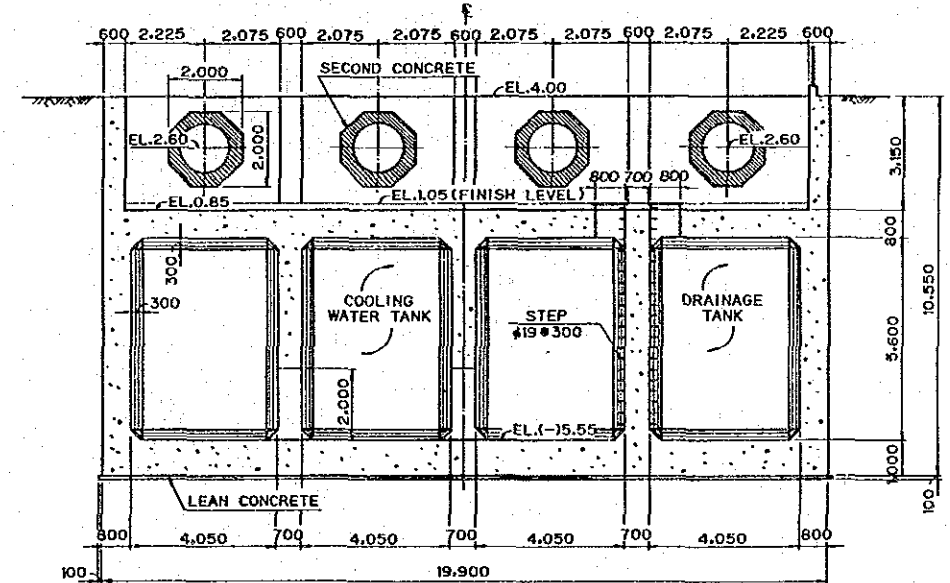 ℄
600 2.225 2.075 600 2.075 2.075 600 2.075 2.075 600 2.075 2.225 600
SECOND CONCRETE
2.000
EL.4.00
EL.2.60
2.000
EL.2.60
3.150
800 700 800
EL.1.05(FINISH LEVEL)
EL.0.85
800
300
10.550
300
COOLING
WATER TANK
STEP
φ19@300
DRAINAGE
TANK
5.600
2.000
EL.(-)5.55
1.000
LEAN CONCRETE
100
800 4.050 700 4.050 700 4.050 700 4.050 800
100
19.900